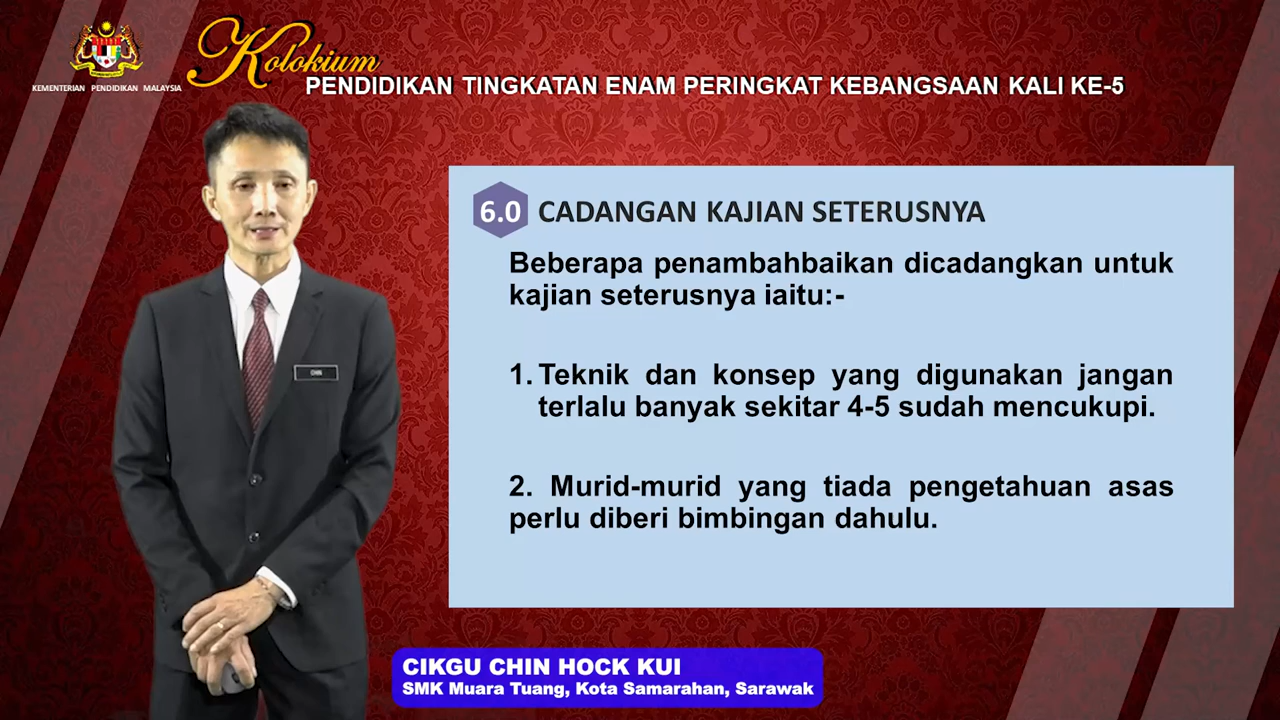 KEMENTERIAN PENDIDIKAN MALAYSIA
Kolokium
PENDIDIKAN TINGKATAN ENAM PERINGKAT KEBANGSAAN KALI KE-5
6.0 CADANGAN KAJIAN SETERUSNYA
Beberapa penambahbaikan dicadangkan untuk
kajian seterusnya iaitu:-
1. Teknik dan konsep yang digunakan jangan
terlalu banyak sekitar 4-5 sudah mencukupi.
2. Murid-murid yang tiada pengetahuan asas
perlu diberi bimbingan dahulu.
CHIN
CIKGU CHIN HOCK KUI
SMK Muara Tuang, Kota Samarahan, Sarawak